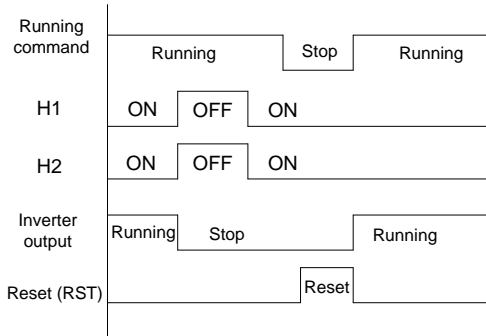 Running
command
Running Stop Running
H1 ON OFF ON
H2 ON OFF ON
Inverter
output
Running Stop Running
Reset (RST) Reset